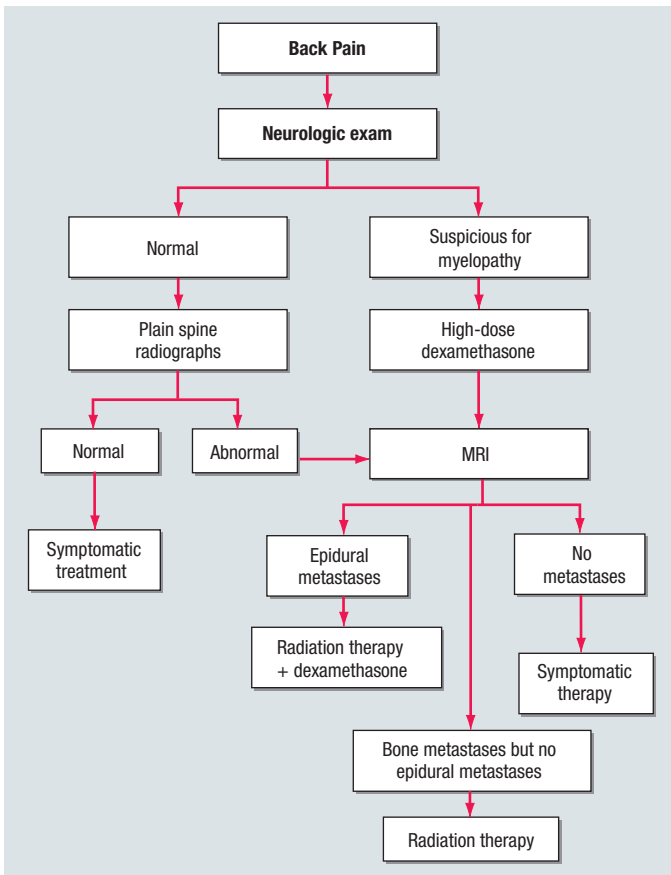 Back Pain
Neurologic exam
Normal
Suspicious for
myelopathy
Plain spine
radiographs
High-dose
dexamethasone
Normal
Abnormal
MRI
Symptomatic
treatment
Epidural
metastases
No
metastases
Radiation therapy
+ dexamethasone
Symptomatic
therapy
Bone metastases but no
epidural metastases
Radiation therapy